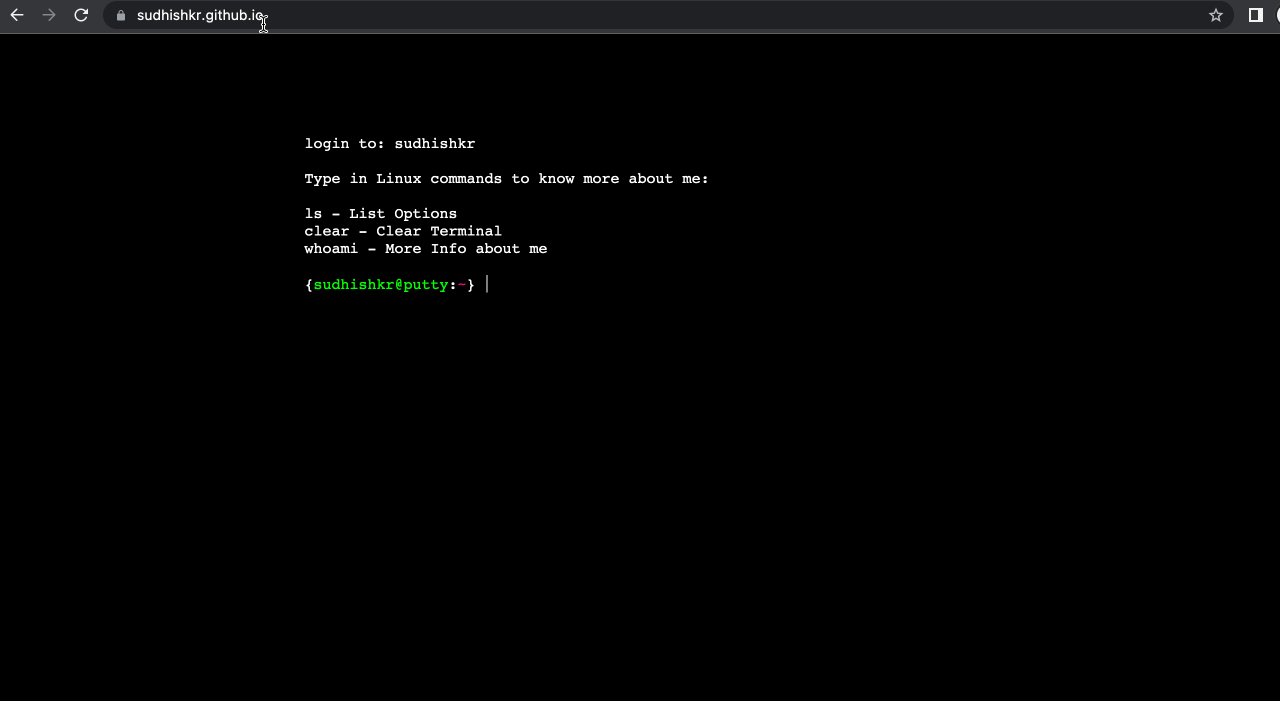 sudhishkr.github.io
login to: sudhishkr
Type in Linux commands to know more about me:
ls - List Options
clear - Clear Terminal
whoami - More Info about me
{sudhishkr@putty:~}